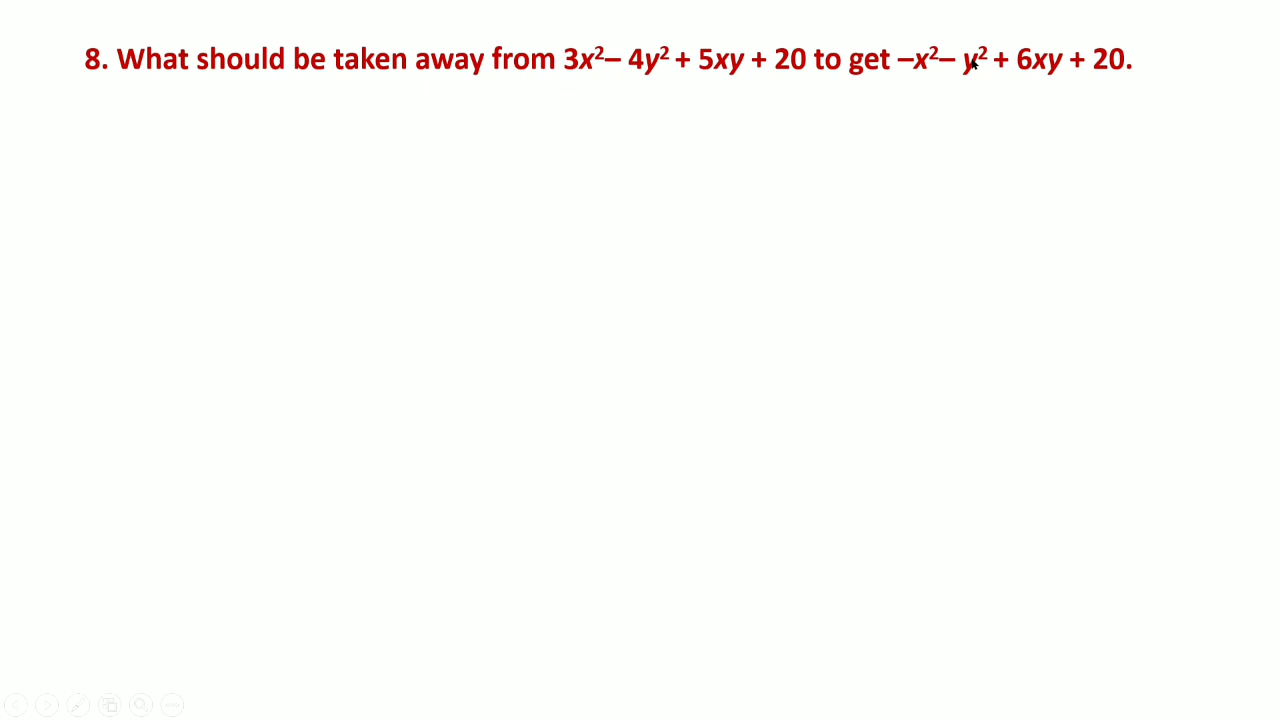 8. What should be taken away from 3x²– 4y² + 5xy + 20 to get –x²– y² + 6xy + 20.